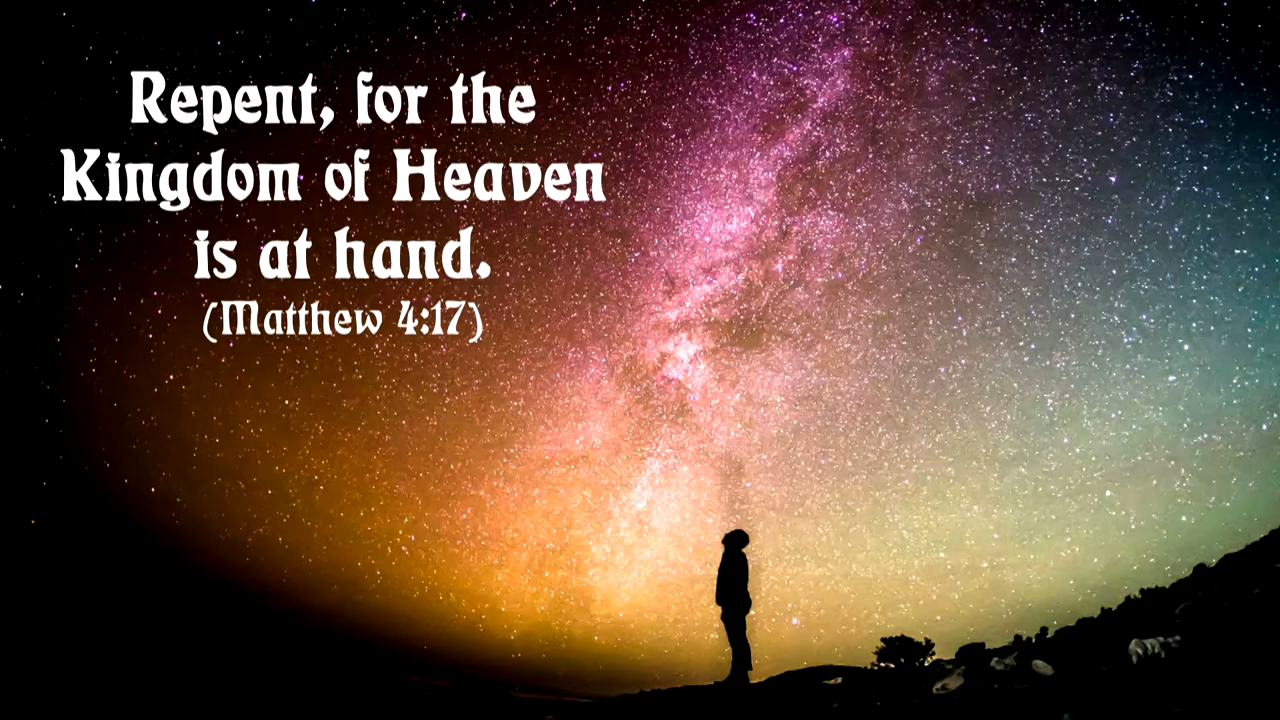 Repent, for the
Kingdom of Heaven
is at hand.
(Matthew 4:17)